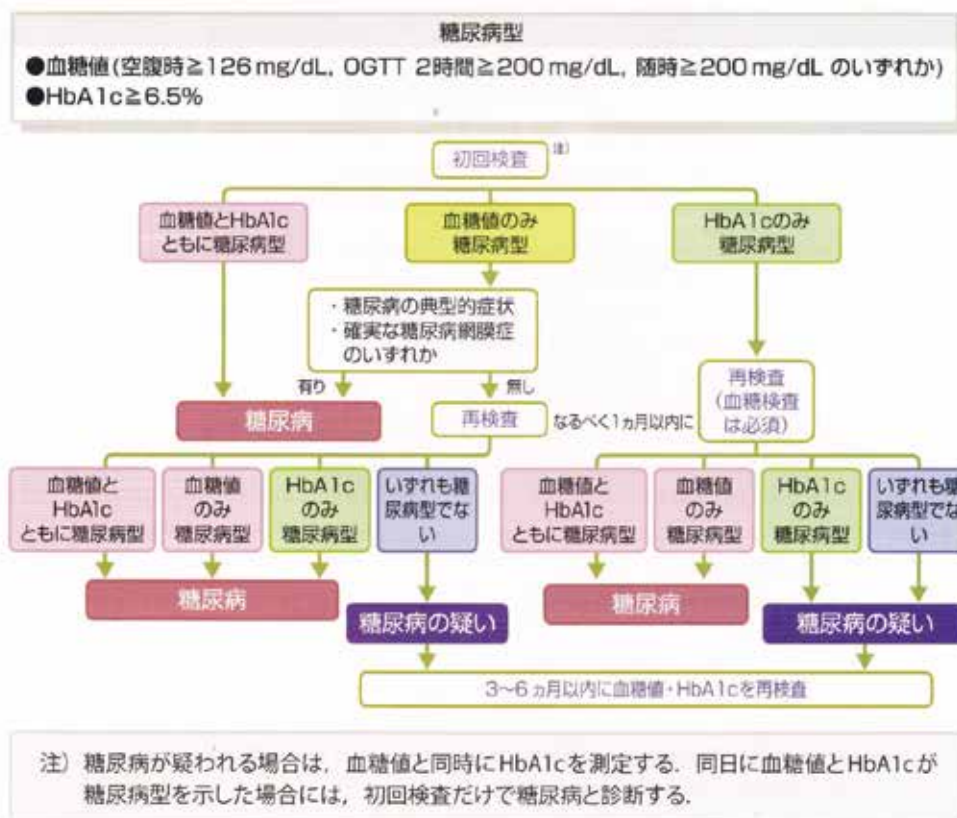 糖尿病型
●血糖値(空腹時≧126mg/dL, OGTT 2時間≧200mg/dL, 随時≧200mg/dL のいずれか)
●HbA1c≧6.5%
初回検査 注)
血糖値とHbA1c
ともに糖尿病型
血糖値のみ
糖尿病型
HbA1cのみ
糖尿病型
・糖尿病の典型的症状
・確実な糖尿病網膜症
のいずれか
有り
無し
糖尿病
再検査
なるべく1ヵ月以内に
再検査
(血糖検査
は必須)
血糖値と
HbA1c
ともに糖尿病型
血糖値
のみ
糖尿病型
HbA1c
のみ
糖尿病型
いずれも糖
尿病型でな
い
血糖値と
HbA1c
ともに糖尿病型
血糖値
のみ
糖尿病型
HbA1c
のみ
糖尿病型
いずれも糖
尿病型でな
い
糖尿病
糖尿病の疑い
糖尿病
糖尿病の疑い
3〜6ヵ月以内に血糖値・HbA1cを再検査
注) 糖尿病が疑われる場合は, 血糖値と同時にHbA1cを測定する. 同日に血糖値とHbA1cが
糖尿病型を示した場合には, 初回検査だけで糖尿病と診断する.